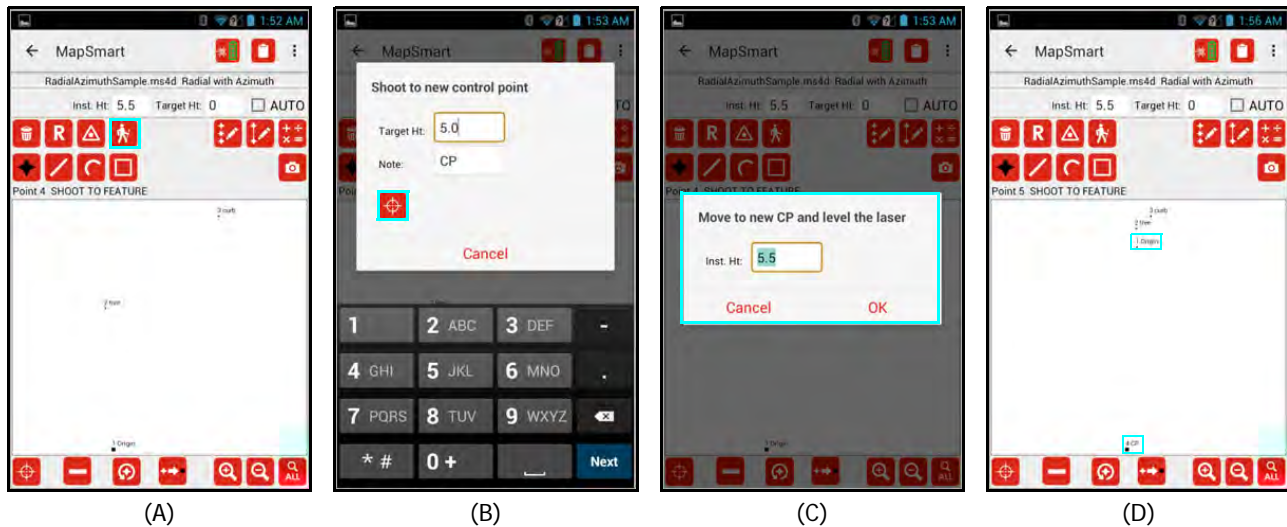 1:52 AM
MapSmart
RadialAzimuthSample.ms4d Radial with Azimuth
Inst. Ht: 5.5 Target Ht: 0 AUTO
R
Point 4 SHOOT TO FEATURE
3 curb
2 tree
1 Origin
ALL
(A)
1:53 AM
MapSmart
Shoot to new control point
Target Ht: 5.0
Note: CP
Cancel
1 2 ABC 3 DEF -
4 GHI 5 JKL 6 MNO .
7 PQRS 8 TUV 9 WXYZ
* # 0 + Next
(B)
1:53 AM
MapSmart
RadialAzimuthSample.ms4d Radial with Azimuth
Inst. Ht: 5.5 Target Ht: 0 AUTO
R
Point 4 SHOOT TO FEATURE
Move to new CP and level the laser
Inst. Ht: 5.5
Cancel OK
1 Origin
ALL
(C)
1:56 AM
MapSmart
RadialAzimuthSample.ms4d Radial with Azimuth
Inst. Ht: 5.5 Target Ht: 0 AUTO
R
Point 5 SHOOT TO FEATURE
3 curb
2 tree
1 Origin
4 CP
ALL
(D)